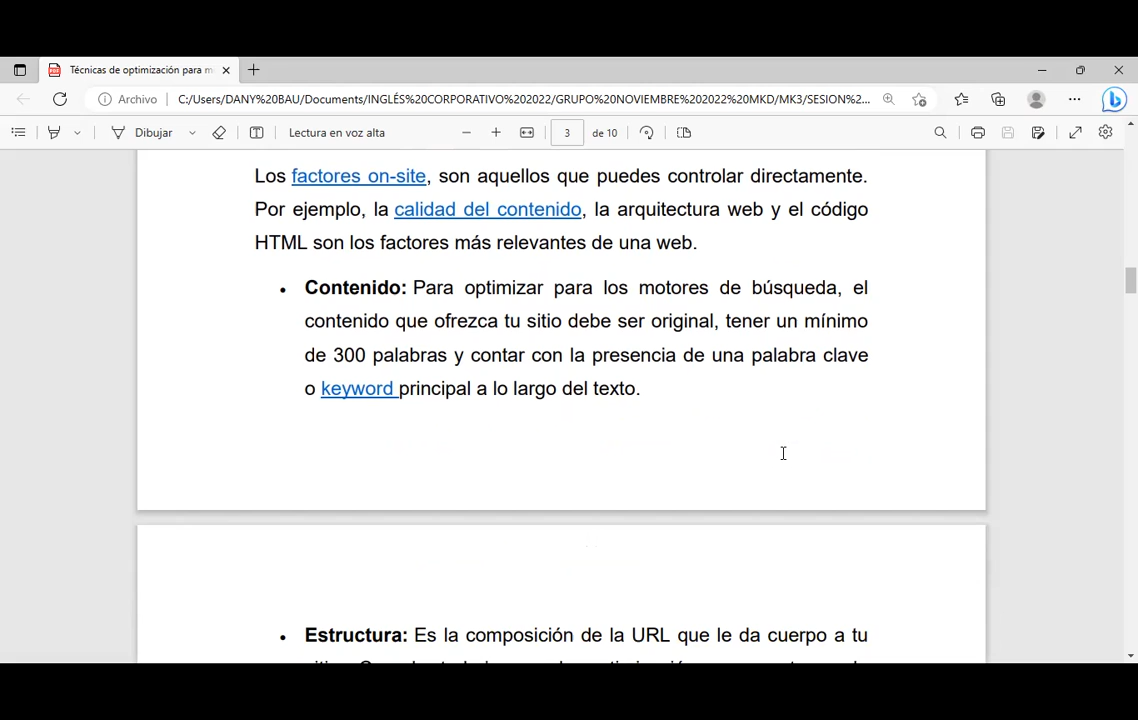 Técnicas de optimización para m
Archivo
C:/Users/DANY%20BAU/Documents/INGLÉS%20CORPORATIVO%202022/GRUPO%20NOVIEMBRE%202022%20MKD/MK3/SESION%2...
Dibujar
Lectura en voz alta
3
de 10
Los factores on-site, son aquellos que puedes controlar directamente.
Por ejemplo, la calidad del contenido, la arquitectura web y el código
HTML son los factores más relevantes de una web.
• Contenido: Para optimizar para los motores de búsqueda, el
contenido que ofrezca tu sitio debe ser original, tener un mínimo
de 300 palabras y contar con la presencia de una palabra clave
o keyword principal a lo largo del texto.
• Estructura: Es la composición de la URL que le da cuerpo a tu